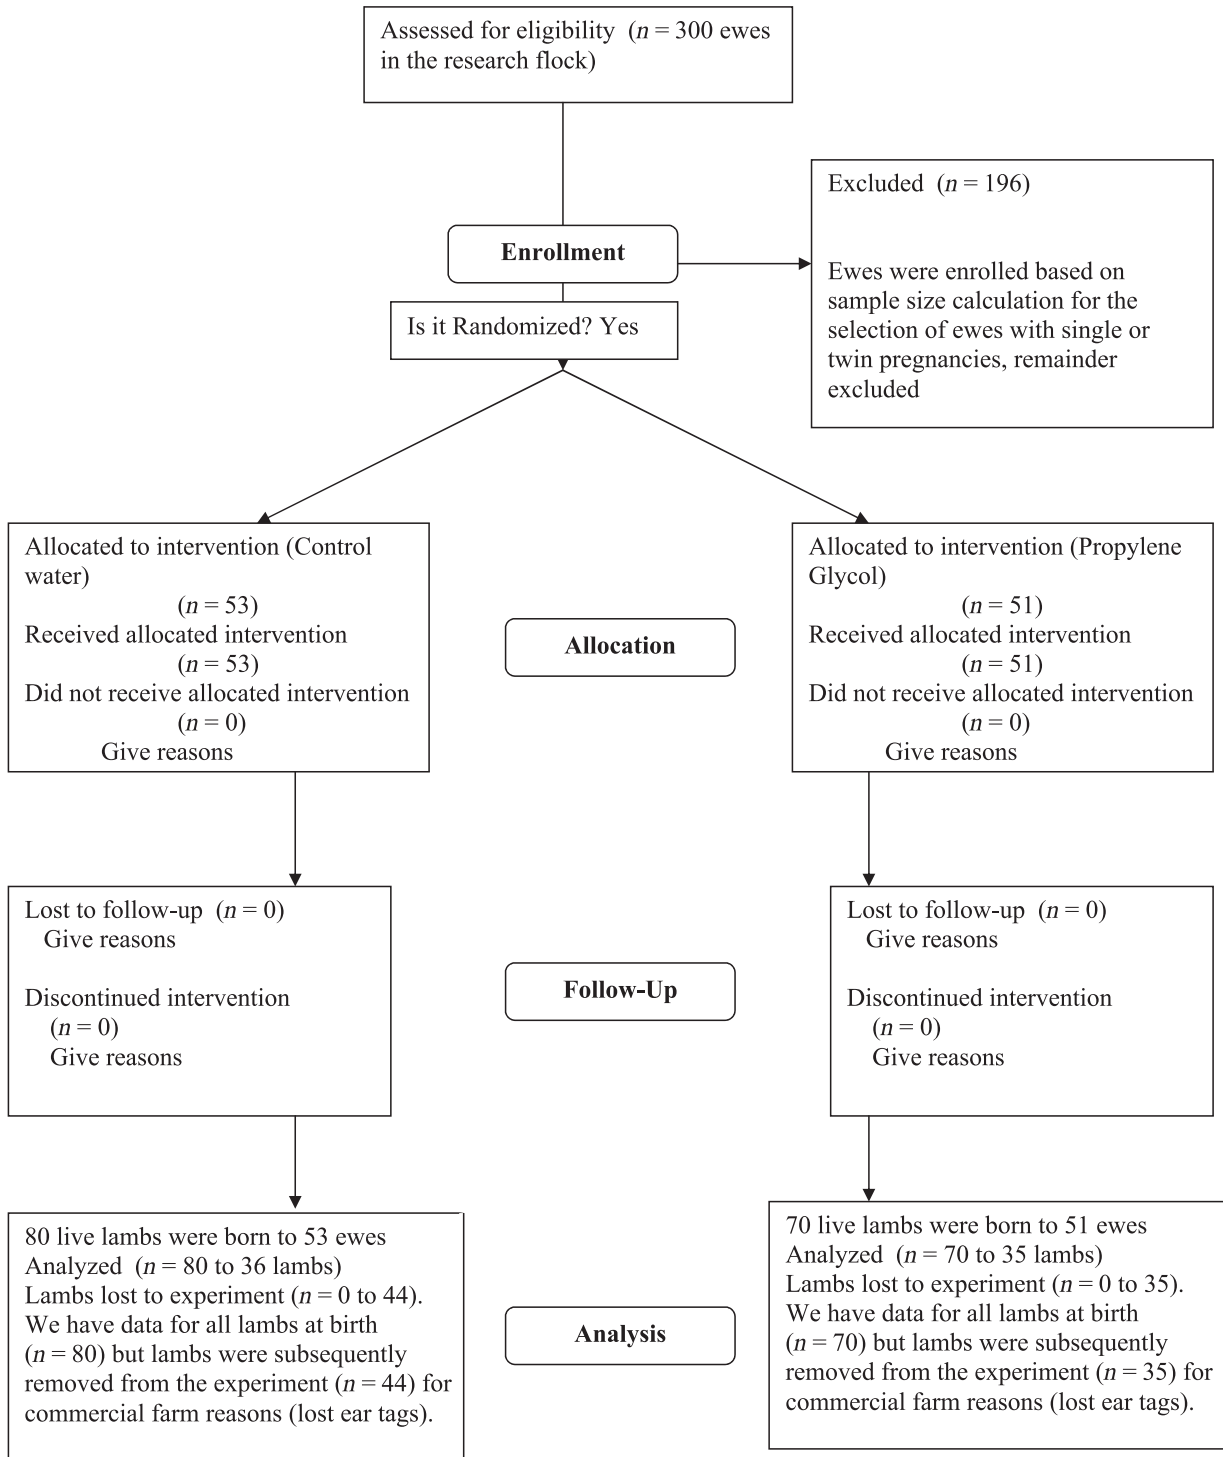 Assessed for eligibility (n = 300 ewes
in the research flock)
Excluded (n = 196)
Ewes were enrolled based on
sample size calculation for the
selection of ewes with single or
twin pregnancies, remainder
excluded
Enrollment
Is it Randomized? Yes
Allocated to intervention (Control
water)
(n = 53)
Received allocated intervention
(n = 53)
Did not receive allocated intervention
(n = 0)
Give reasons
Allocation
Allocated to intervention (Propylene
Glycol)
(n = 51)
Received allocated intervention
(n = 51)
Did not receive allocated intervention
(n = 0)
Give reasons
Lost to follow-up (n = 0)
Give reasons
Discontinued intervention
(n = 0)
Give reasons
Follow-Up
Lost to follow-up (n = 0)
Give reasons
Discontinued intervention
(n = 0)
Give reasons
80 live lambs were born to 53 ewes
Analyzed (n = 80 to 36 lambs)
Lambs lost to experiment (n = 0 to 44).
We have data for all lambs at birth
(n = 80) but lambs were subsequently
removed from the experiment (n = 44) for
commercial farm reasons (lost ear tags).
Analysis
70 live lambs were born to 51 ewes
Analyzed (n = 70 to 35 lambs)
Lambs lost to experiment (n = 0 to 35).
We have data for all lambs at birth
(n = 70) but lambs were subsequently
removed from the experiment (n = 35) for
commercial farm reasons (lost ear tags).